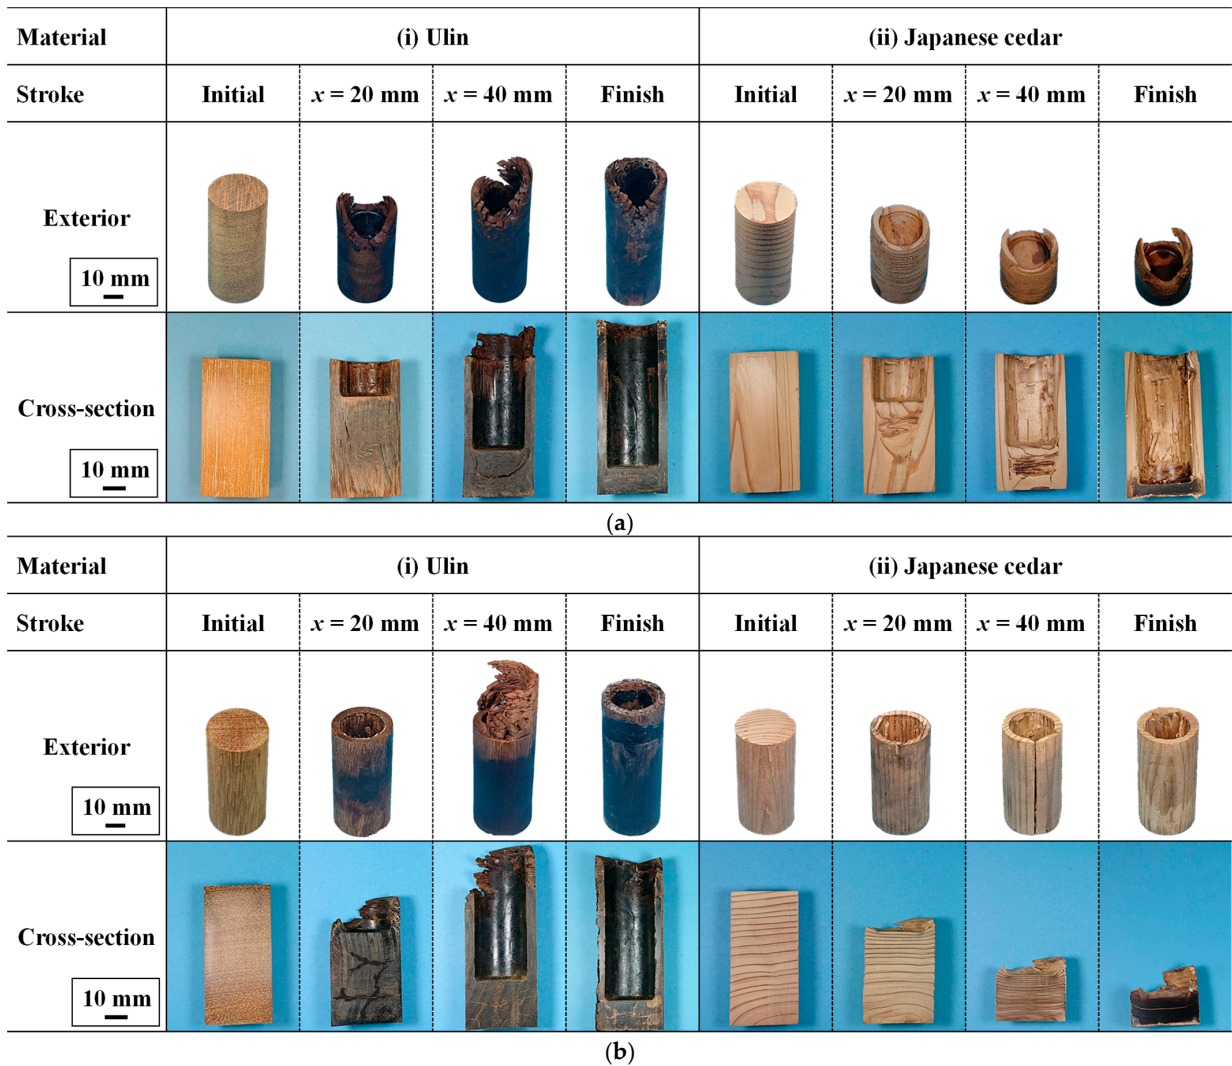 Material (i) Ulin (ii) Japanese cedar
Stroke Initial x = 20 mm x = 40 mm Finish Initial x = 20 mm x = 40 mm Finish
Exterior
10 mm
Cross-section
10 mm
(a)
Material (i) Ulin (ii) Japanese cedar
Stroke Initial x = 20 mm x = 40 mm Finish Initial x = 20 mm x = 40 mm Finish
Exterior
10 mm
Cross-section
10 mm
(b)